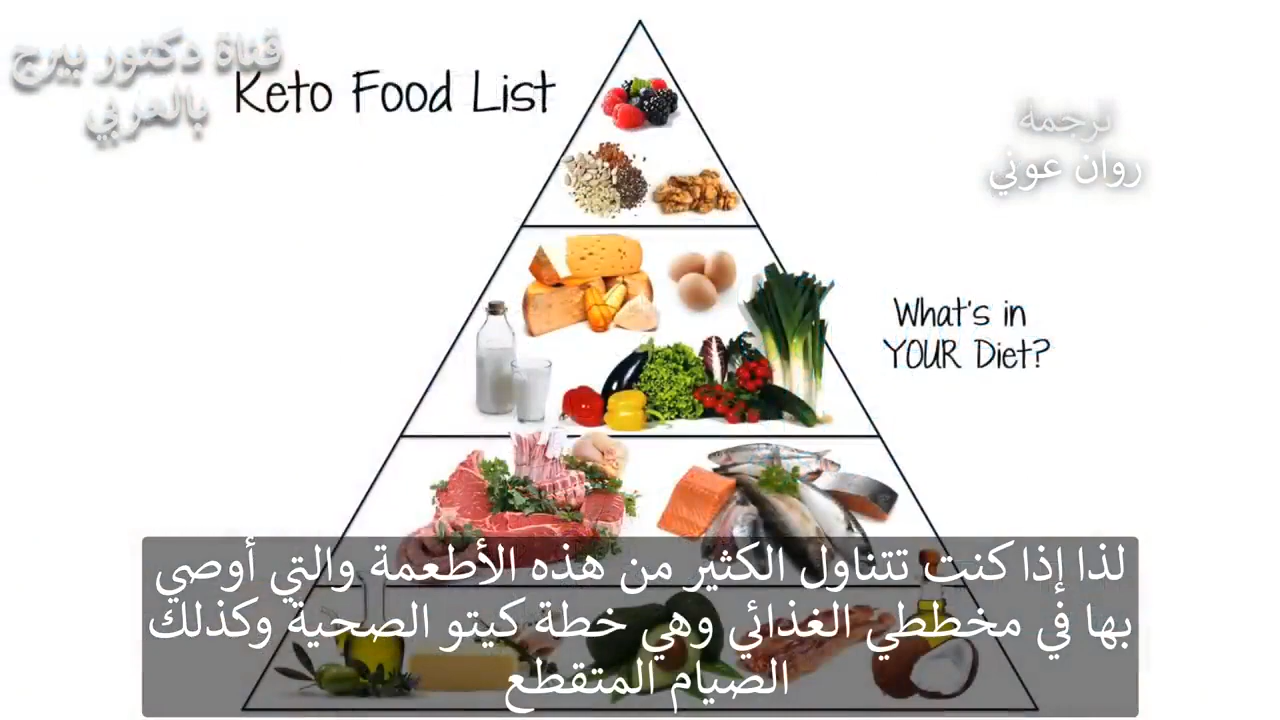 قناة دكتور بيرج
بالعربي
Keto Food List
ترجمة
روان عوني
What's in
YOUR Diet?
لذا إذا كنت تتناول الكثير من هذه الأطعمة والتي أوصي
بها في مخططي الغذائي وهي خطة كيتو الصحية وكذلك
الصيام المتقطع